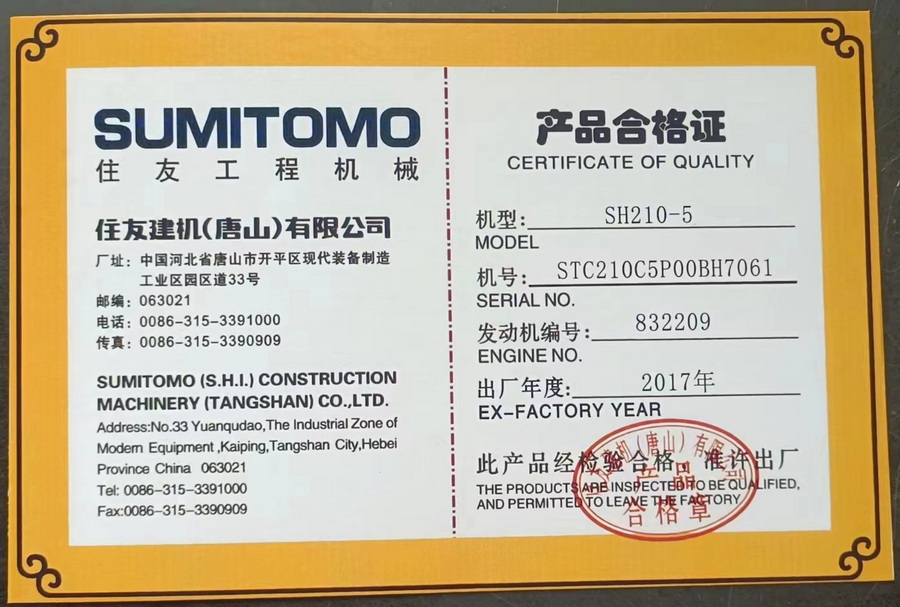 SUMITOMO
住友工程机械
住友建机(唐山)有限公司
厂址: 中国河北省唐山市开平区现代装备制造
工业区园区道33号
邮编: 063021
电话: 0086-315-3391000
传真: 0086-315-3390909
SUMITOMO (S.H.I.) CONSTRUCTION
MACHINERY (TANGSHAN) CO.,LTD.
Address:No.33 Yuanqudao,The Industrial Zone of
Modern Equipment ,Kaiping,Tangshan City,Hebei
Province China 063021
Tel: 0086-315-3391000
Fax:0086-315-3390909
产品合格证
CERTIFICATE OF QUALITY
机型: SH210-5
MODEL
机号: STC210C5P00BH7061
SERIAL NO.
发动机编号: 832209
ENGINE NO.
出厂年度: 2017年
EX-FACTORY YEAR
此产品经检验合格,准许出厂
THE PRODUCTS ARE INSPECTED TO BE QUALIFIED,
AND PERMITTED TO LEAVE THE FACTORY
建机(唐山)有限
产品
合格章